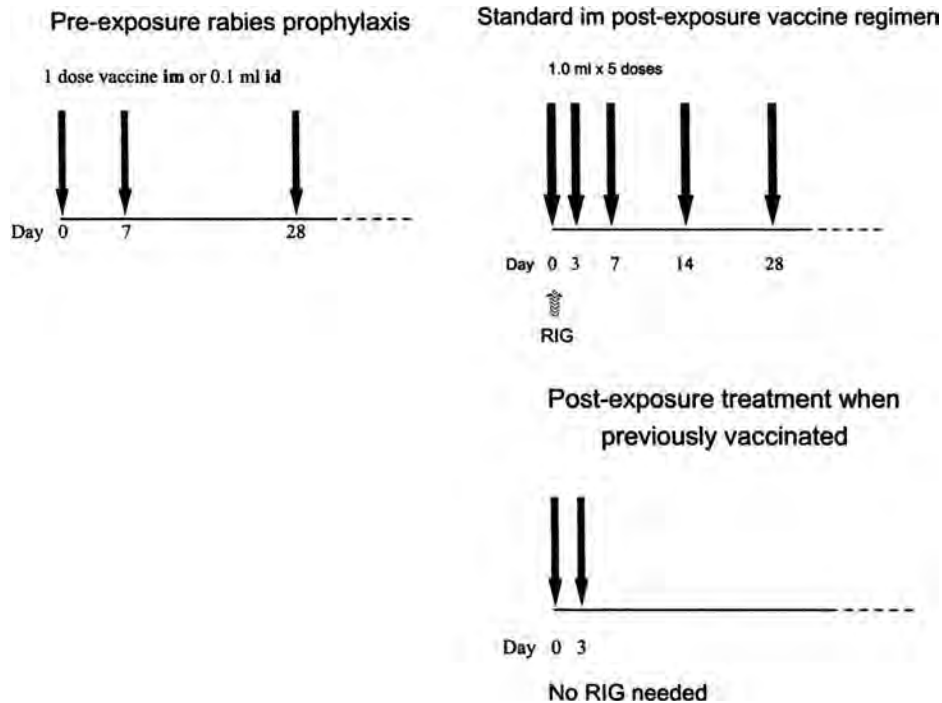 Pre-exposure rabies prophylaxis
1 dose vaccine im or 0.1 ml id
Day 0 7 28
Standard im post-exposure vaccine regimen
1.0 ml x 5 doses
Day 0 3 7 14 28
RIG
Post-exposure treatment when
previously vaccinated
Day 0 3
No RIG needed